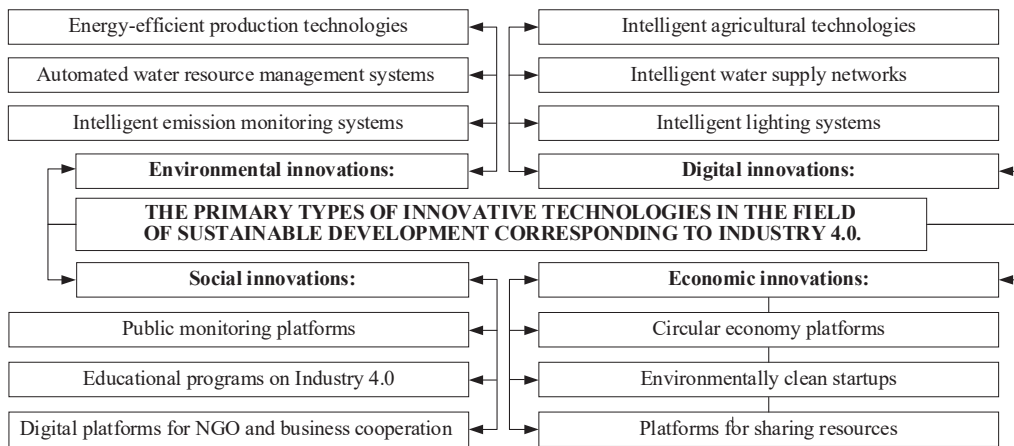 Energy-efficient production technologies
Intelligent agricultural technologies
Automated water resource management systems
Intelligent water supply networks
Intelligent emission monitoring systems
Intelligent lighting systems
Environmental innovations:
Digital innovations:
THE PRIMARY TYPES OF INNOVATIVE TECHNOLOGIES IN THE FIELD
OF SUSTAINABLE DEVELOPMENT CORRESPONDING TO INDUSTRY 4.0.
Social innovations:
Economic innovations:
Public monitoring platforms
Circular economy platforms
Educational programs on Industry 4.0
Environmentally clean startups
Digital platforms for NGO and business cooperation
Platforms for sharing resources